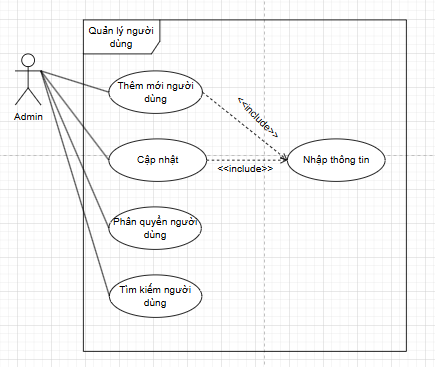 Quản lý người
dùng
Thêm mới người
dùng
<<include>>
Admin
Cập nhật
<<include>>
Nhập thông tin
Phân quyền người
dùng
Tìm kiếm người
dùng